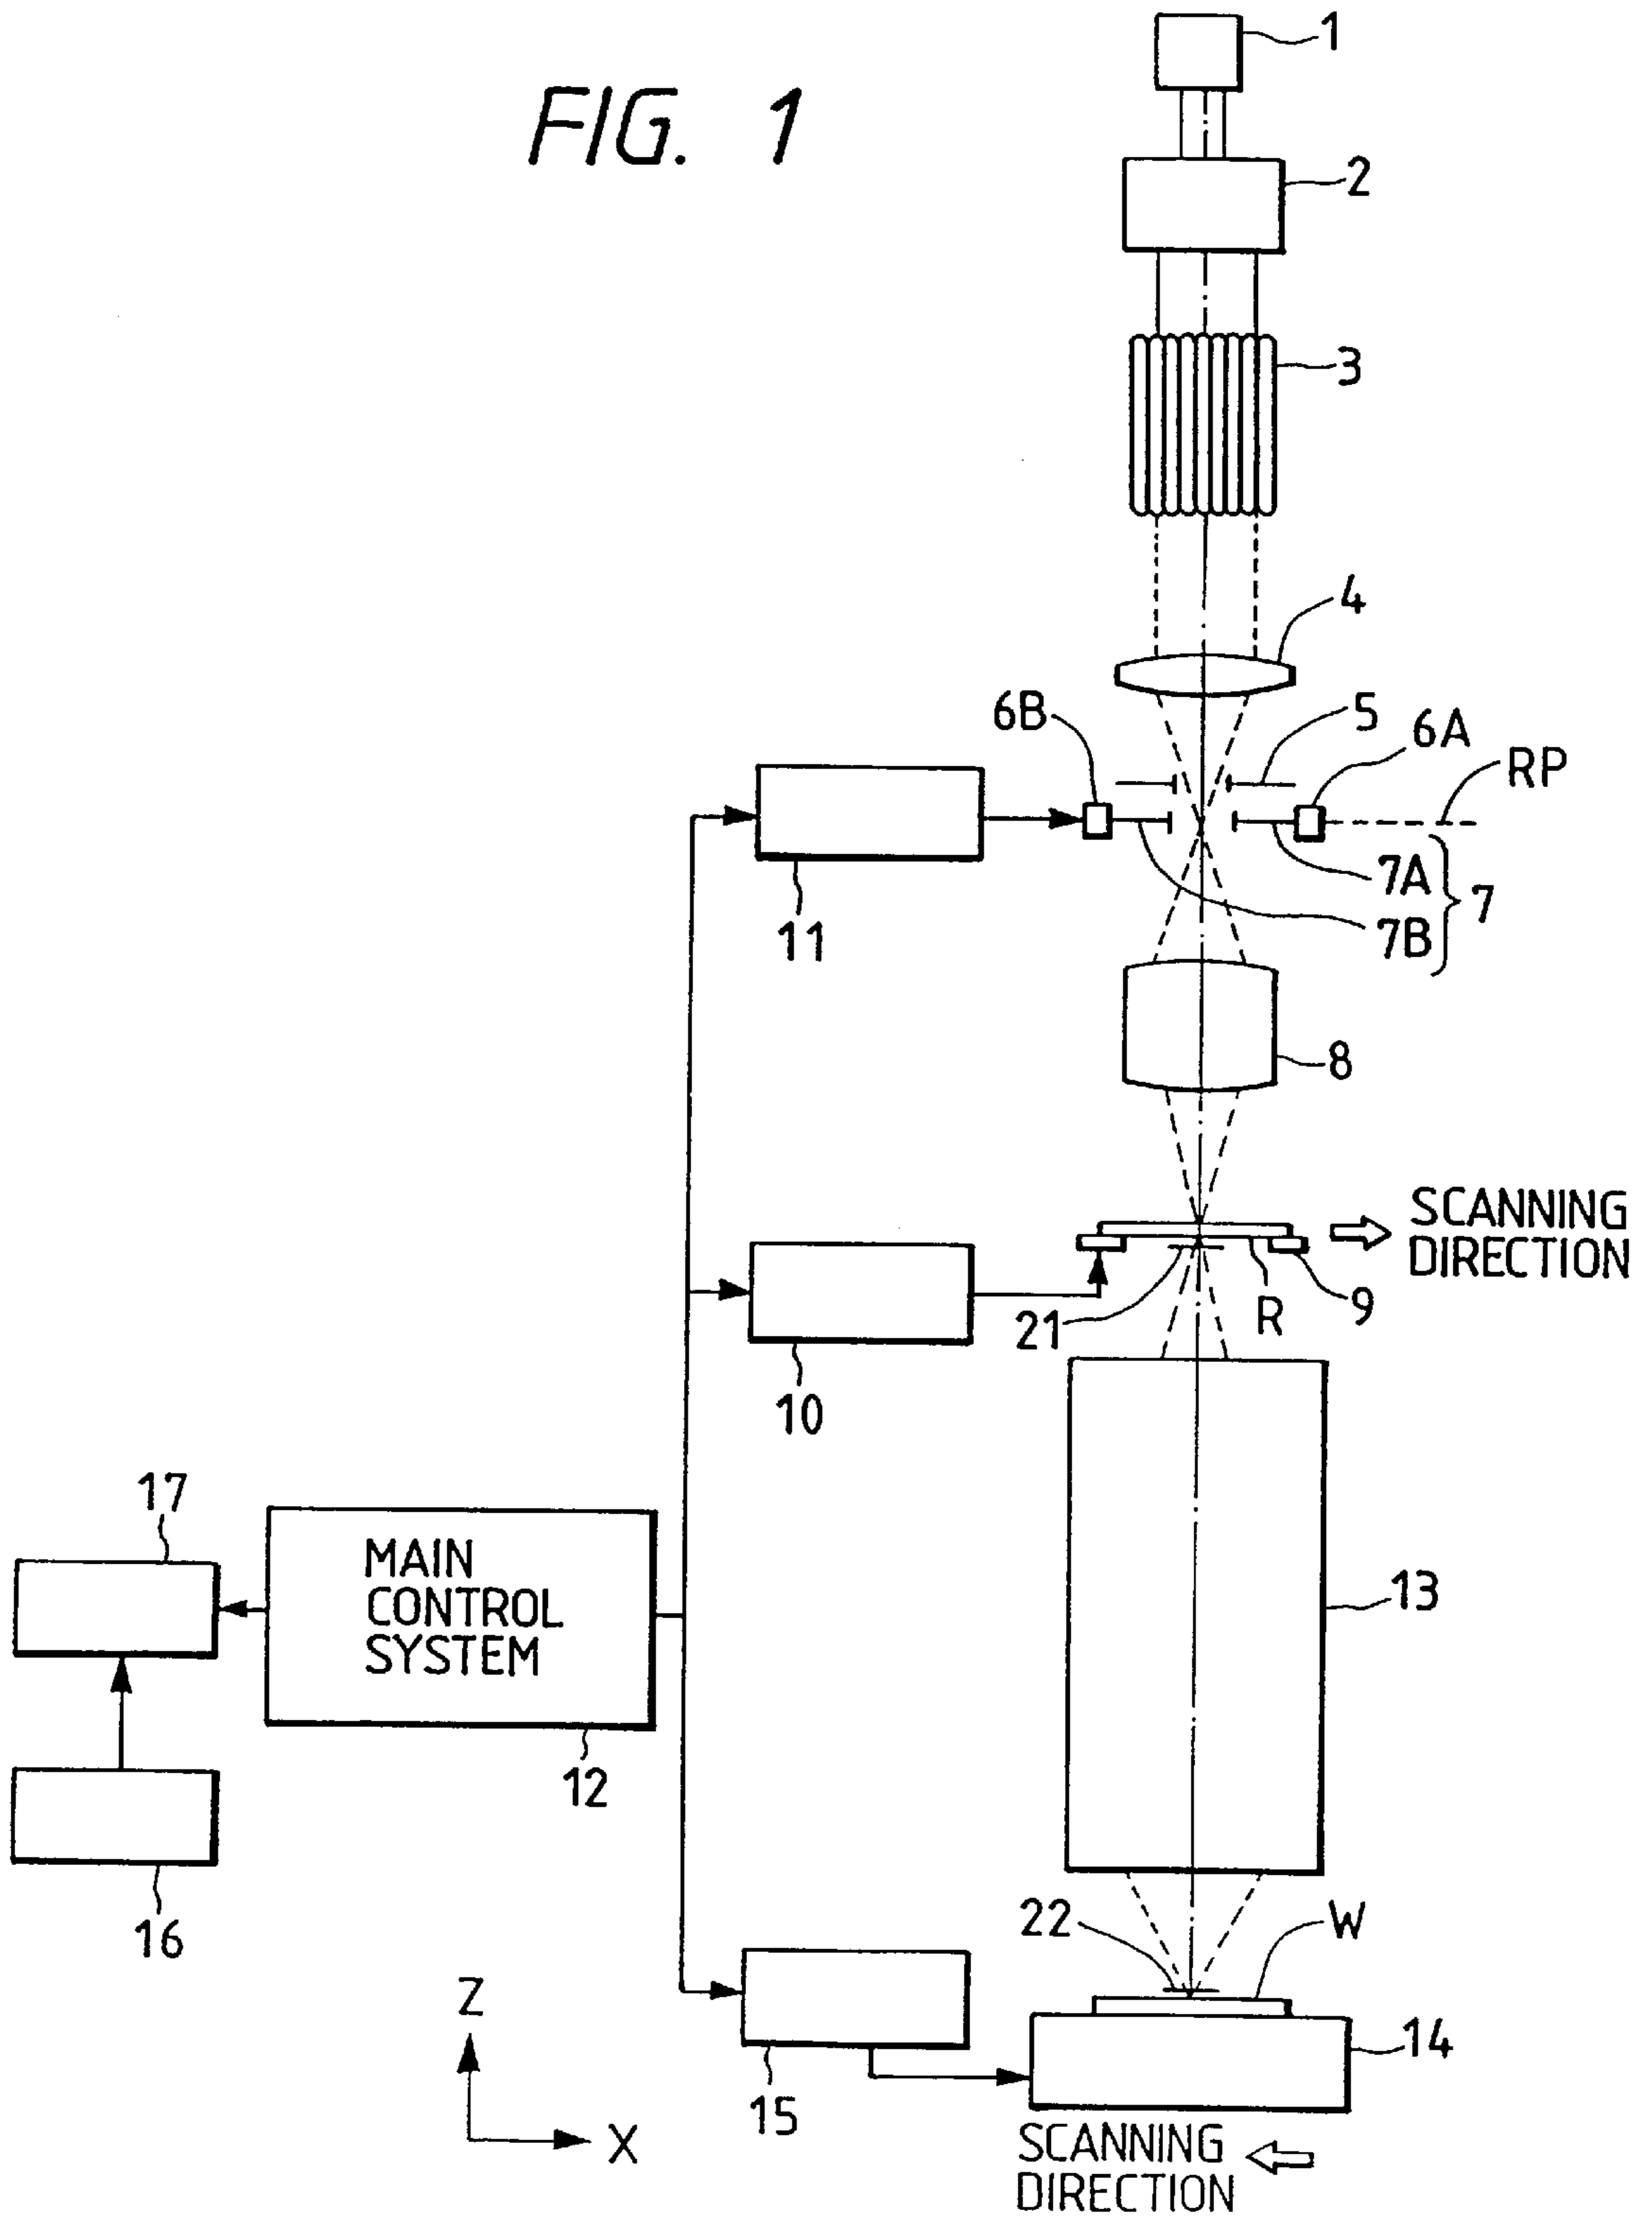 FIG. 1
1
2
3
4
6B
5
6A
RP
7A
7
7B
11
8
SCANNING
DIRECTION
21
R
9
10
17
MAIN
CONTROL
SYSTEM
13
12
16
22
W
Z
14
15
X
SCANNING
DIRECTION